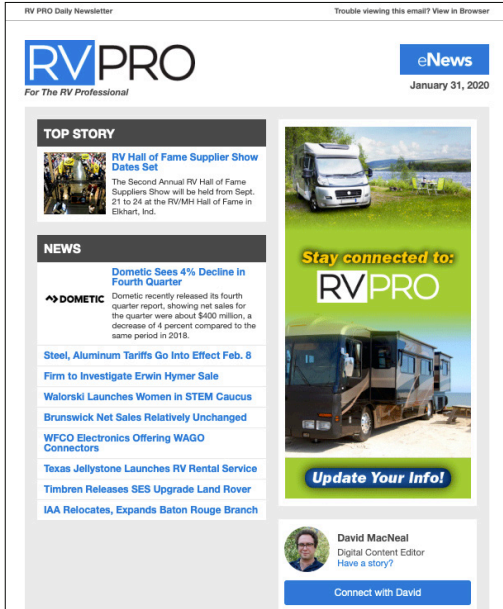 RV PRO Daily Newsletter
Trouble viewing this email? View in Browser
RVPRO
For The RV Professional
eNews
January 31, 2020
TOP STORY
RV Hall of Fame Supplier Show
Dates Set
The Second Annual RV Hall of Fame
Suppliers Show will be held from Sept.
21 to 24 at the RV/MH Hall of Fame in
Elkhart, Ind.
NEWS
Dometic Sees 4% Decline in
Fourth Quarter
DOMETIC
Dometic recently released its fourth
quarter report, showing net sales for
the quarter were about $400 million, a
decrease of 4 percent compared to the
same period in 2018.
Steel, Aluminum Tariffs Go Into Effect Feb. 8
Firm to Investigate Erwin Hymer Sale
Walorski Launches Women in STEM Caucus
Brunswick Net Sales Relatively Unchanged
WFCO Electronics Offering WAGO
Connectors
Texas Jellystone Launches RV Rental Service
Timbren Releases SES Upgrade Land Rover
IAA Relocates, Expands Baton Rouge Branch
Stay connected to:
RVPRO
Update Your Info!
David MacNeal
Digital Content Editor
Have a story?
Connect with David